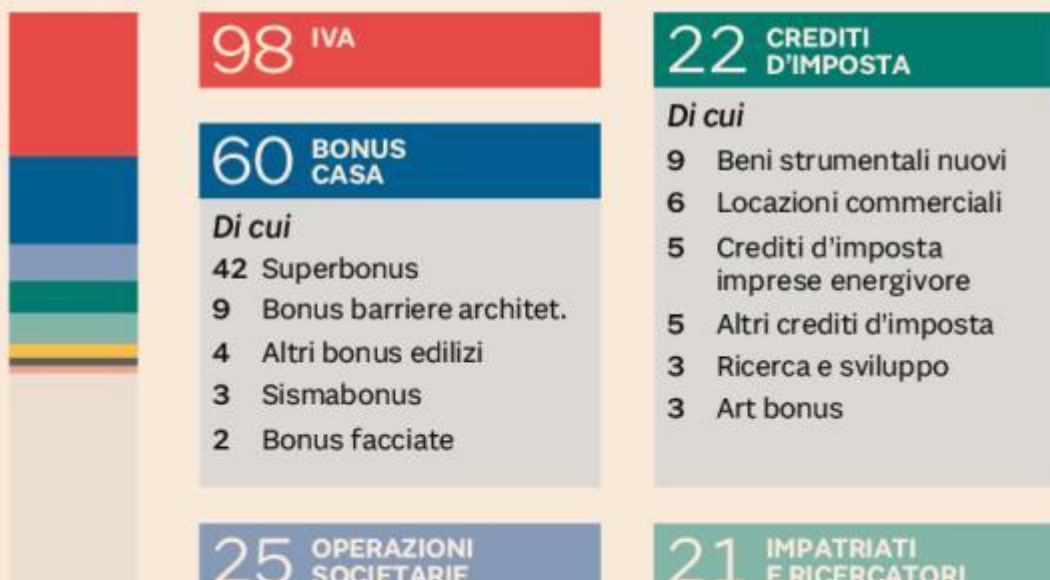 98 IVA
60 BONUS
CASA
Di cui
42 Superbonus
9 Bonus barriere architet.
4 Altri bonus edilizi
3 Sismabonus
2 Bonus facciate
25 OPERAZIONI
SOCIETARIE
22 CREDITI
D'IMPOSTA
Di cui
9 Beni strumentali nuovi
6 Locazioni commerciali
5 Crediti d'imposta
imprese energivore
5 Altri crediti d'imposta
3 Ricerca e sviluppo
3 Art bonus
21 IMPATRIATI
E RICERCATORI